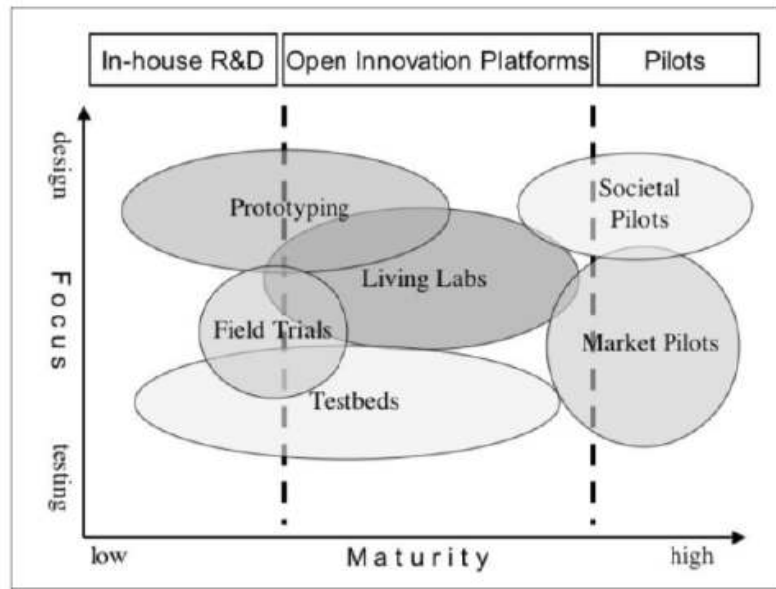 In-house R&D
Open Innovation Platforms
Pilots
design
Focus
testing
Prototyping
Societal
Pilots
Living Labs
Field Trials
Market Pilots
Testbeds
low
Maturity
high